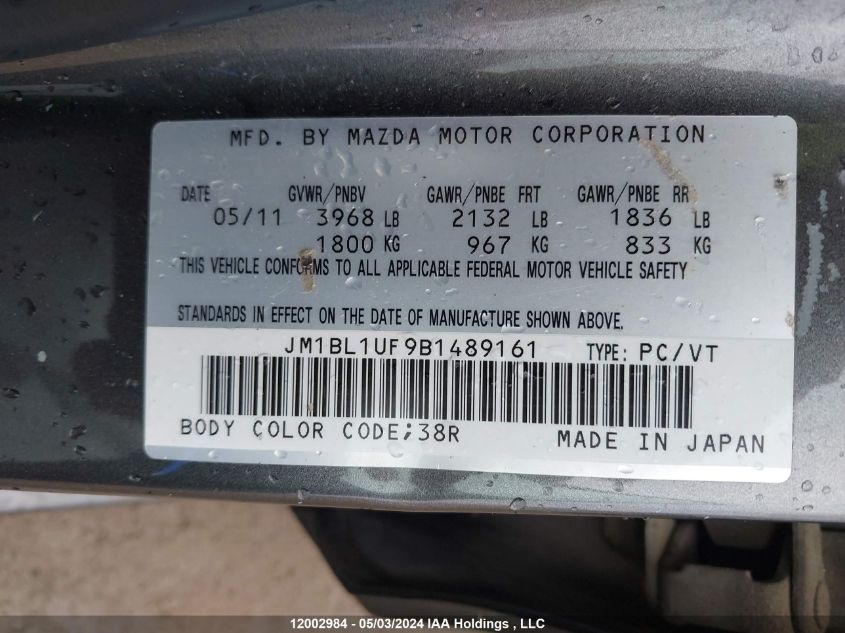 MFD. BY MAZDA MOTOR CORPORATION
DATE GVWR/PNBV GAWR/PNBE FRT GAWR/PNBE RR
05/11 3968 LB 2132 LB 1836 LB
1800 KG 967 KG 833 KG
THIS VEHICLE CONFORMS TO ALL APPLICABLE FEDERAL MOTOR VEHICLE SAFETY
STANDARDS IN EFFECT ON THE DATE OF MANUFACTURE SHOWN ABOVE.
JM1BL1UF9B1489161 TYPE: PC/VT
BODY COLOR CODE;38R MADE IN JAPAN
12002984 - 05/03/2024 IAA Holdings , LLC